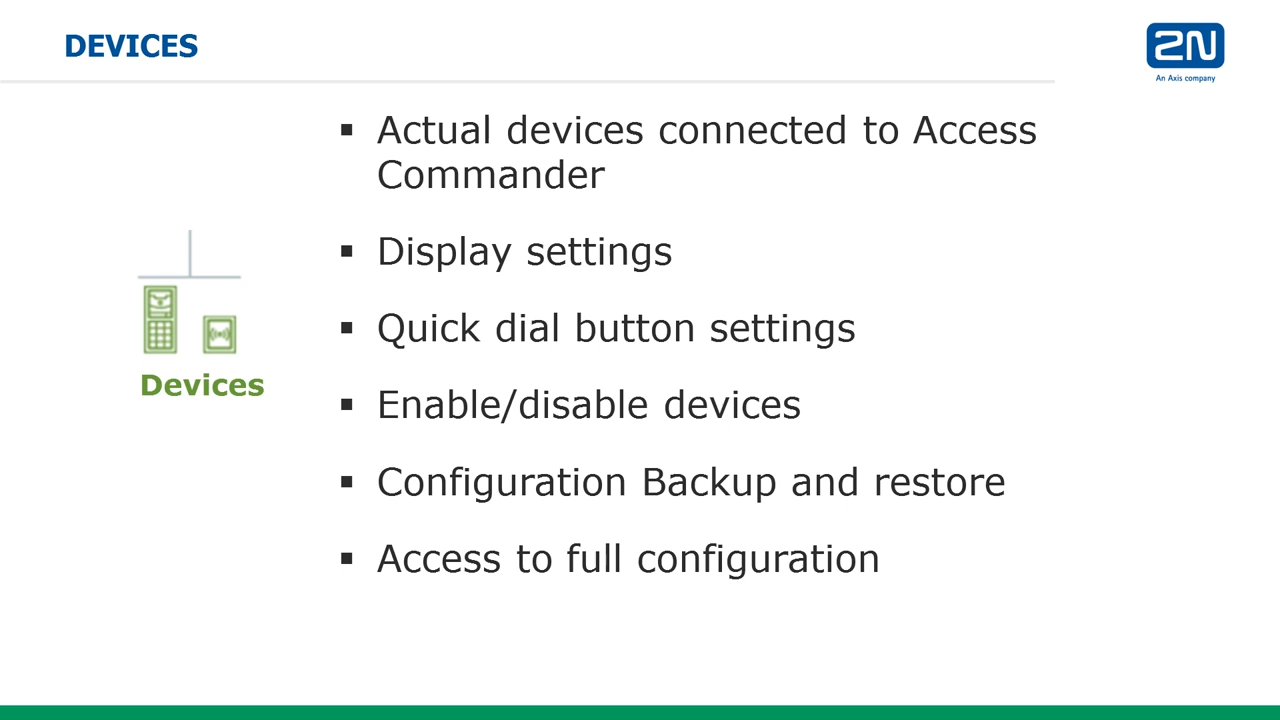 DEVICES
2N
An Axis company
▪ Actual devices connected to Access
Commander
▪ Display settings
▪ Quick dial button settings
▪ Enable/disable devices
▪ Configuration Backup and restore
▪ Access to full configuration
Devices